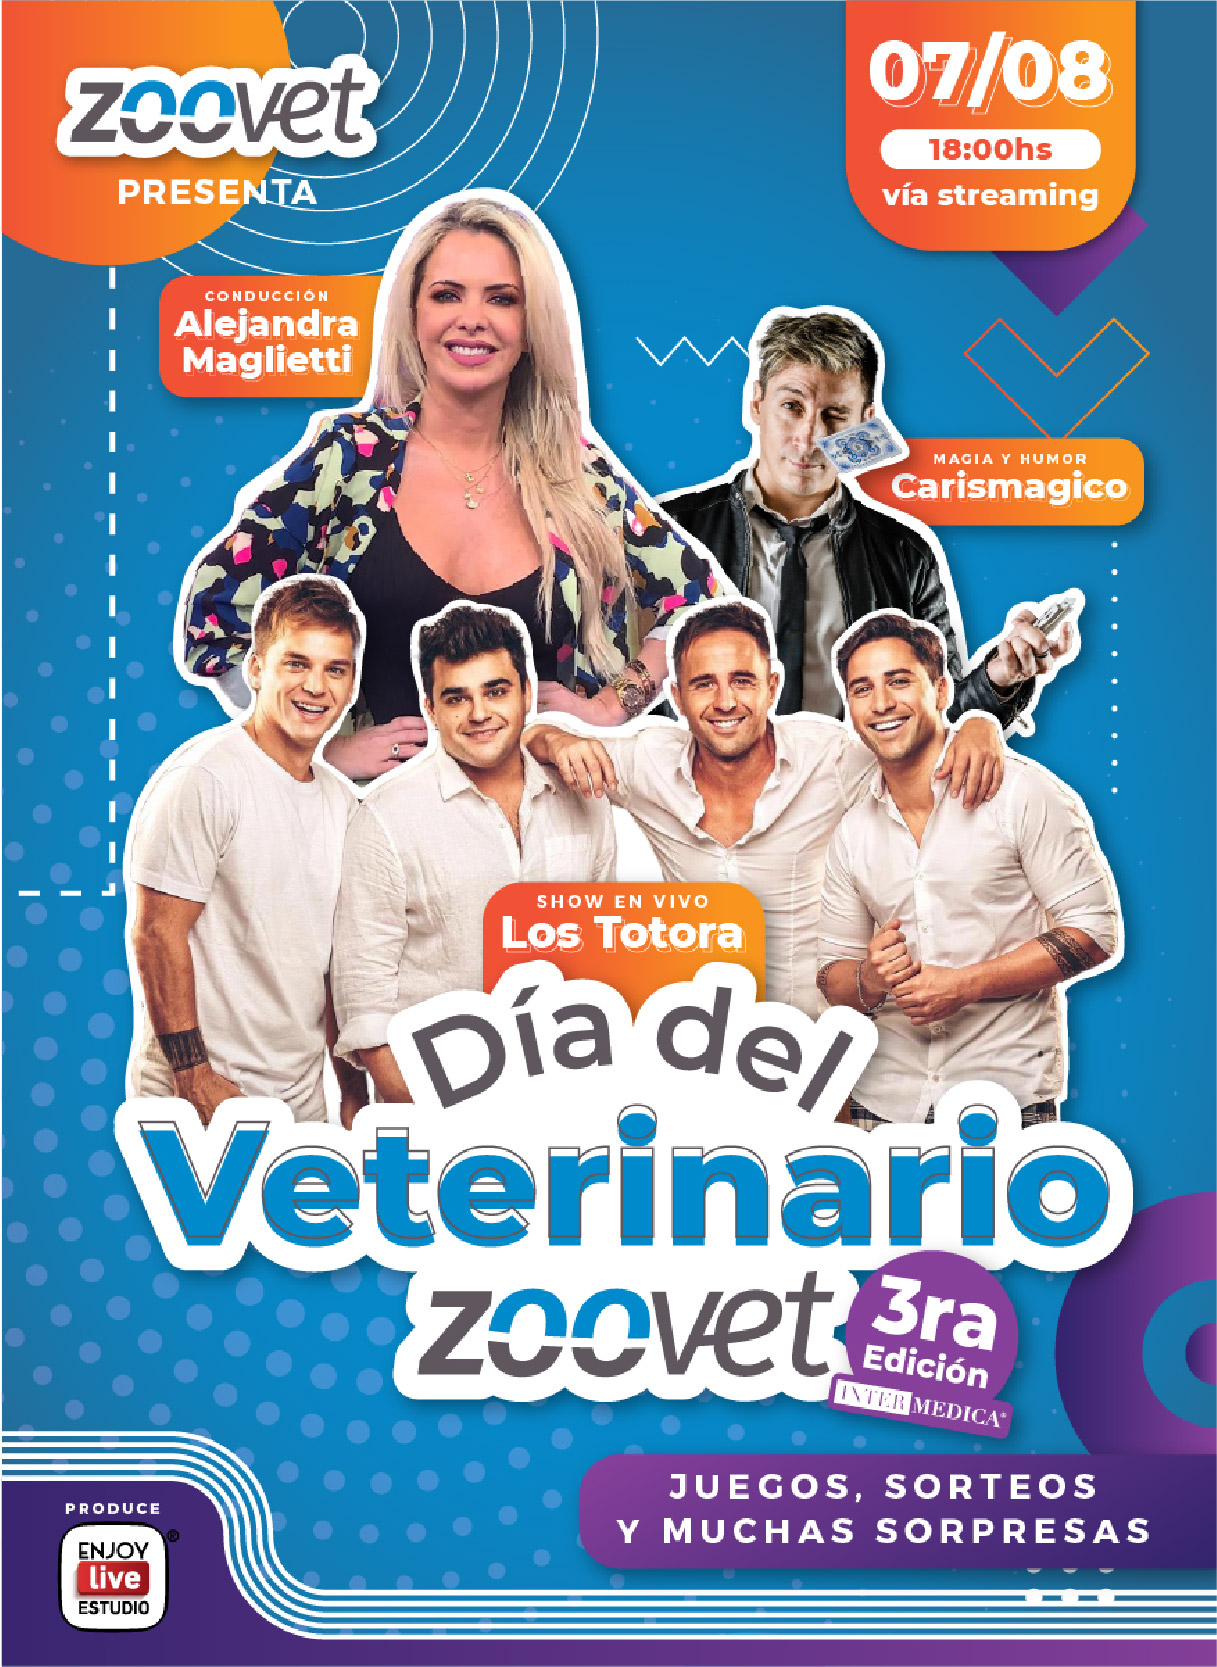 zoovet
PRESENTA
07/08
18:00hs
vía streaming
CONDUCCIÓN
Alejandra
Maglietti
MAGIA Y HUMOR
Carismagico
SHOW EN VIVO
Los Totora
Día del
Veterinario
zoovet
3ra
Edición
INTERMEDICA®
JUEGOS, SORTEOS
Y MUCHAS SORPRESAS
PRODUCE
ENJOY ®
live
ESTUDIO